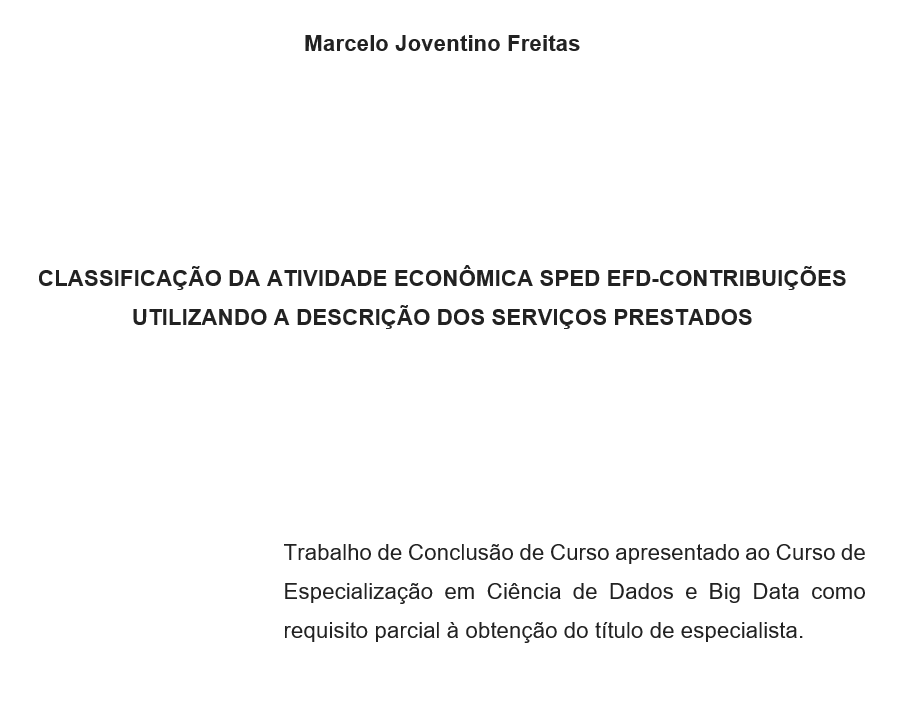 Marcelo Joventino Freitas
CLASSIFICAÇÃO DA ATIVIDADE ECONÔMICA SPED EFD-CONTRIBUIÇÕES
UTILIZANDO A DESCRIÇÃO DOS SERVIÇOS PRESTADOS
Trabalho de Conclusão de Curso apresentado ao Curso de
Especialização em Ciência de Dados e Big Data como
requisito parcial à obtenção do título de especialista.